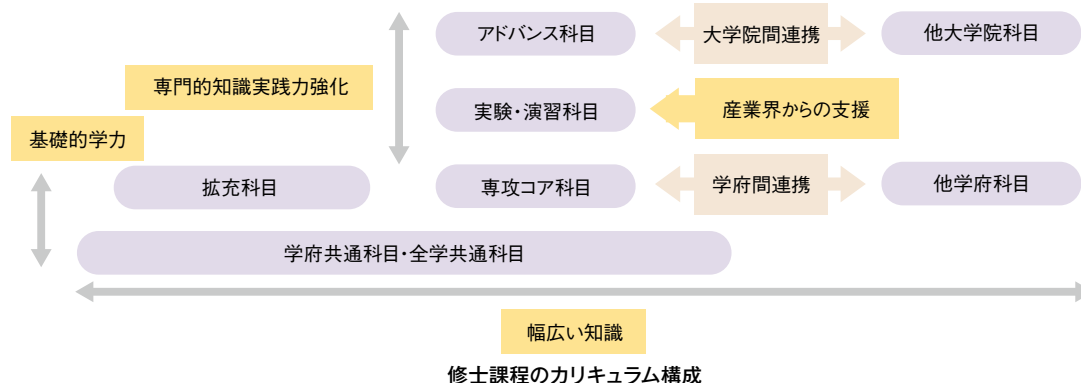 アドバンス科目
大学院間連携
他大学院科目
専門的知識実践力強化
実験・演習科目
産業界からの支援
基礎的学力
拡充科目
専攻コア科目
学府間連携
他学府科目
学府共通科目・全学共通科目
幅広い知識
修士課程のカリキュラム構成